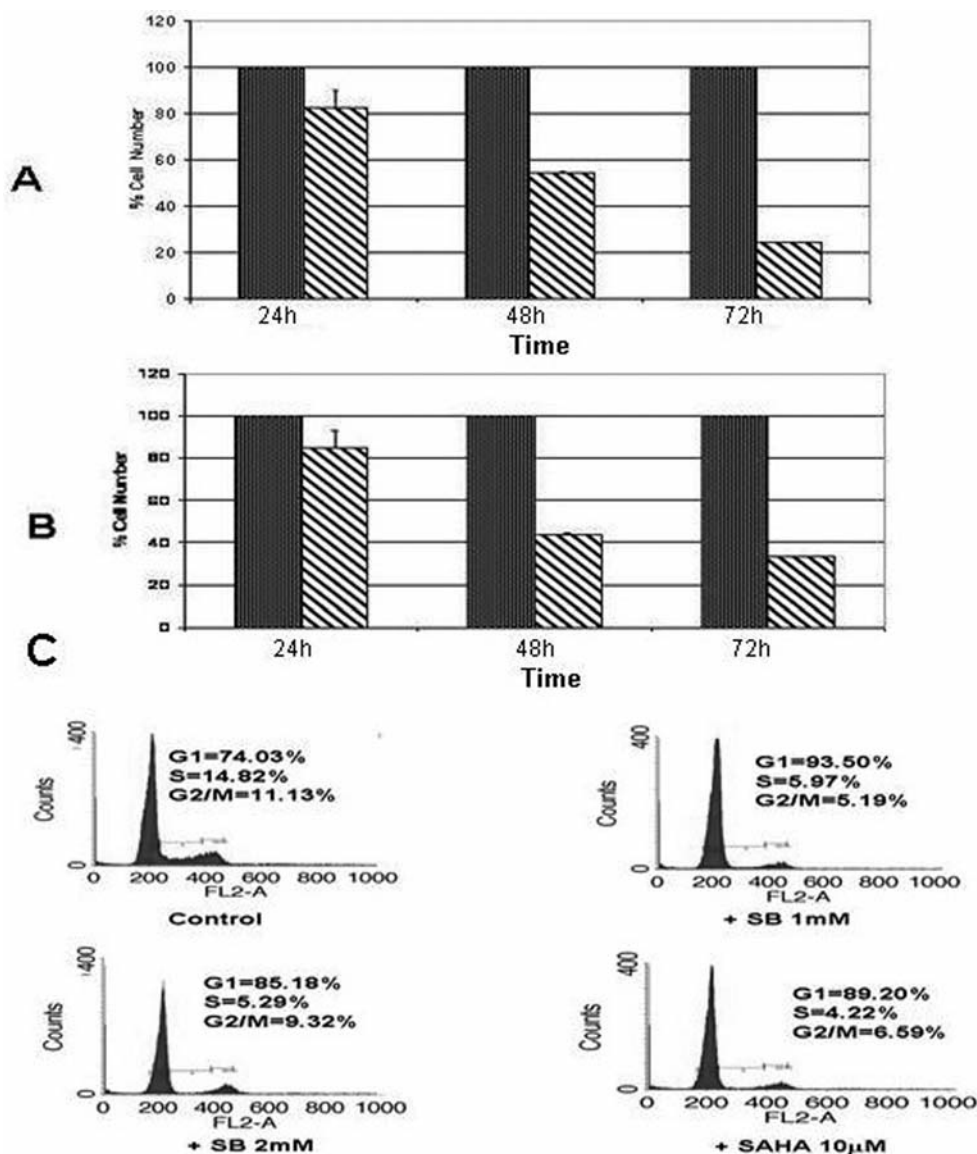 A
% Cell Number
120
100
80
60
40
20
0
24h 48h 72h
Time
B
% Cell Number
120
100
80
60
40
20
0
24h 48h 72h
Time
C
Counts
400
0
G1=74.03%
S=14.82%
G2/M=11.13%
0 200 400 600 800 1000
FL2-A
Control
Counts
400
0
G1=93.50%
S=5.97%
G2/M=5.19%
0 200 400 600 800 1000
FL2-A
+ SB 1mM
Counts
400
0
G1=85.18%
S=5.29%
G2/M=9.32%
0 200 400 600 800 1000
FL2-A
+ SB 2mM
Counts
400
0
G1=89.20%
S=4.22%
G2/M=6.59%
0 200 400 600 800 1000
FL2-A
+ SAHA 10µM